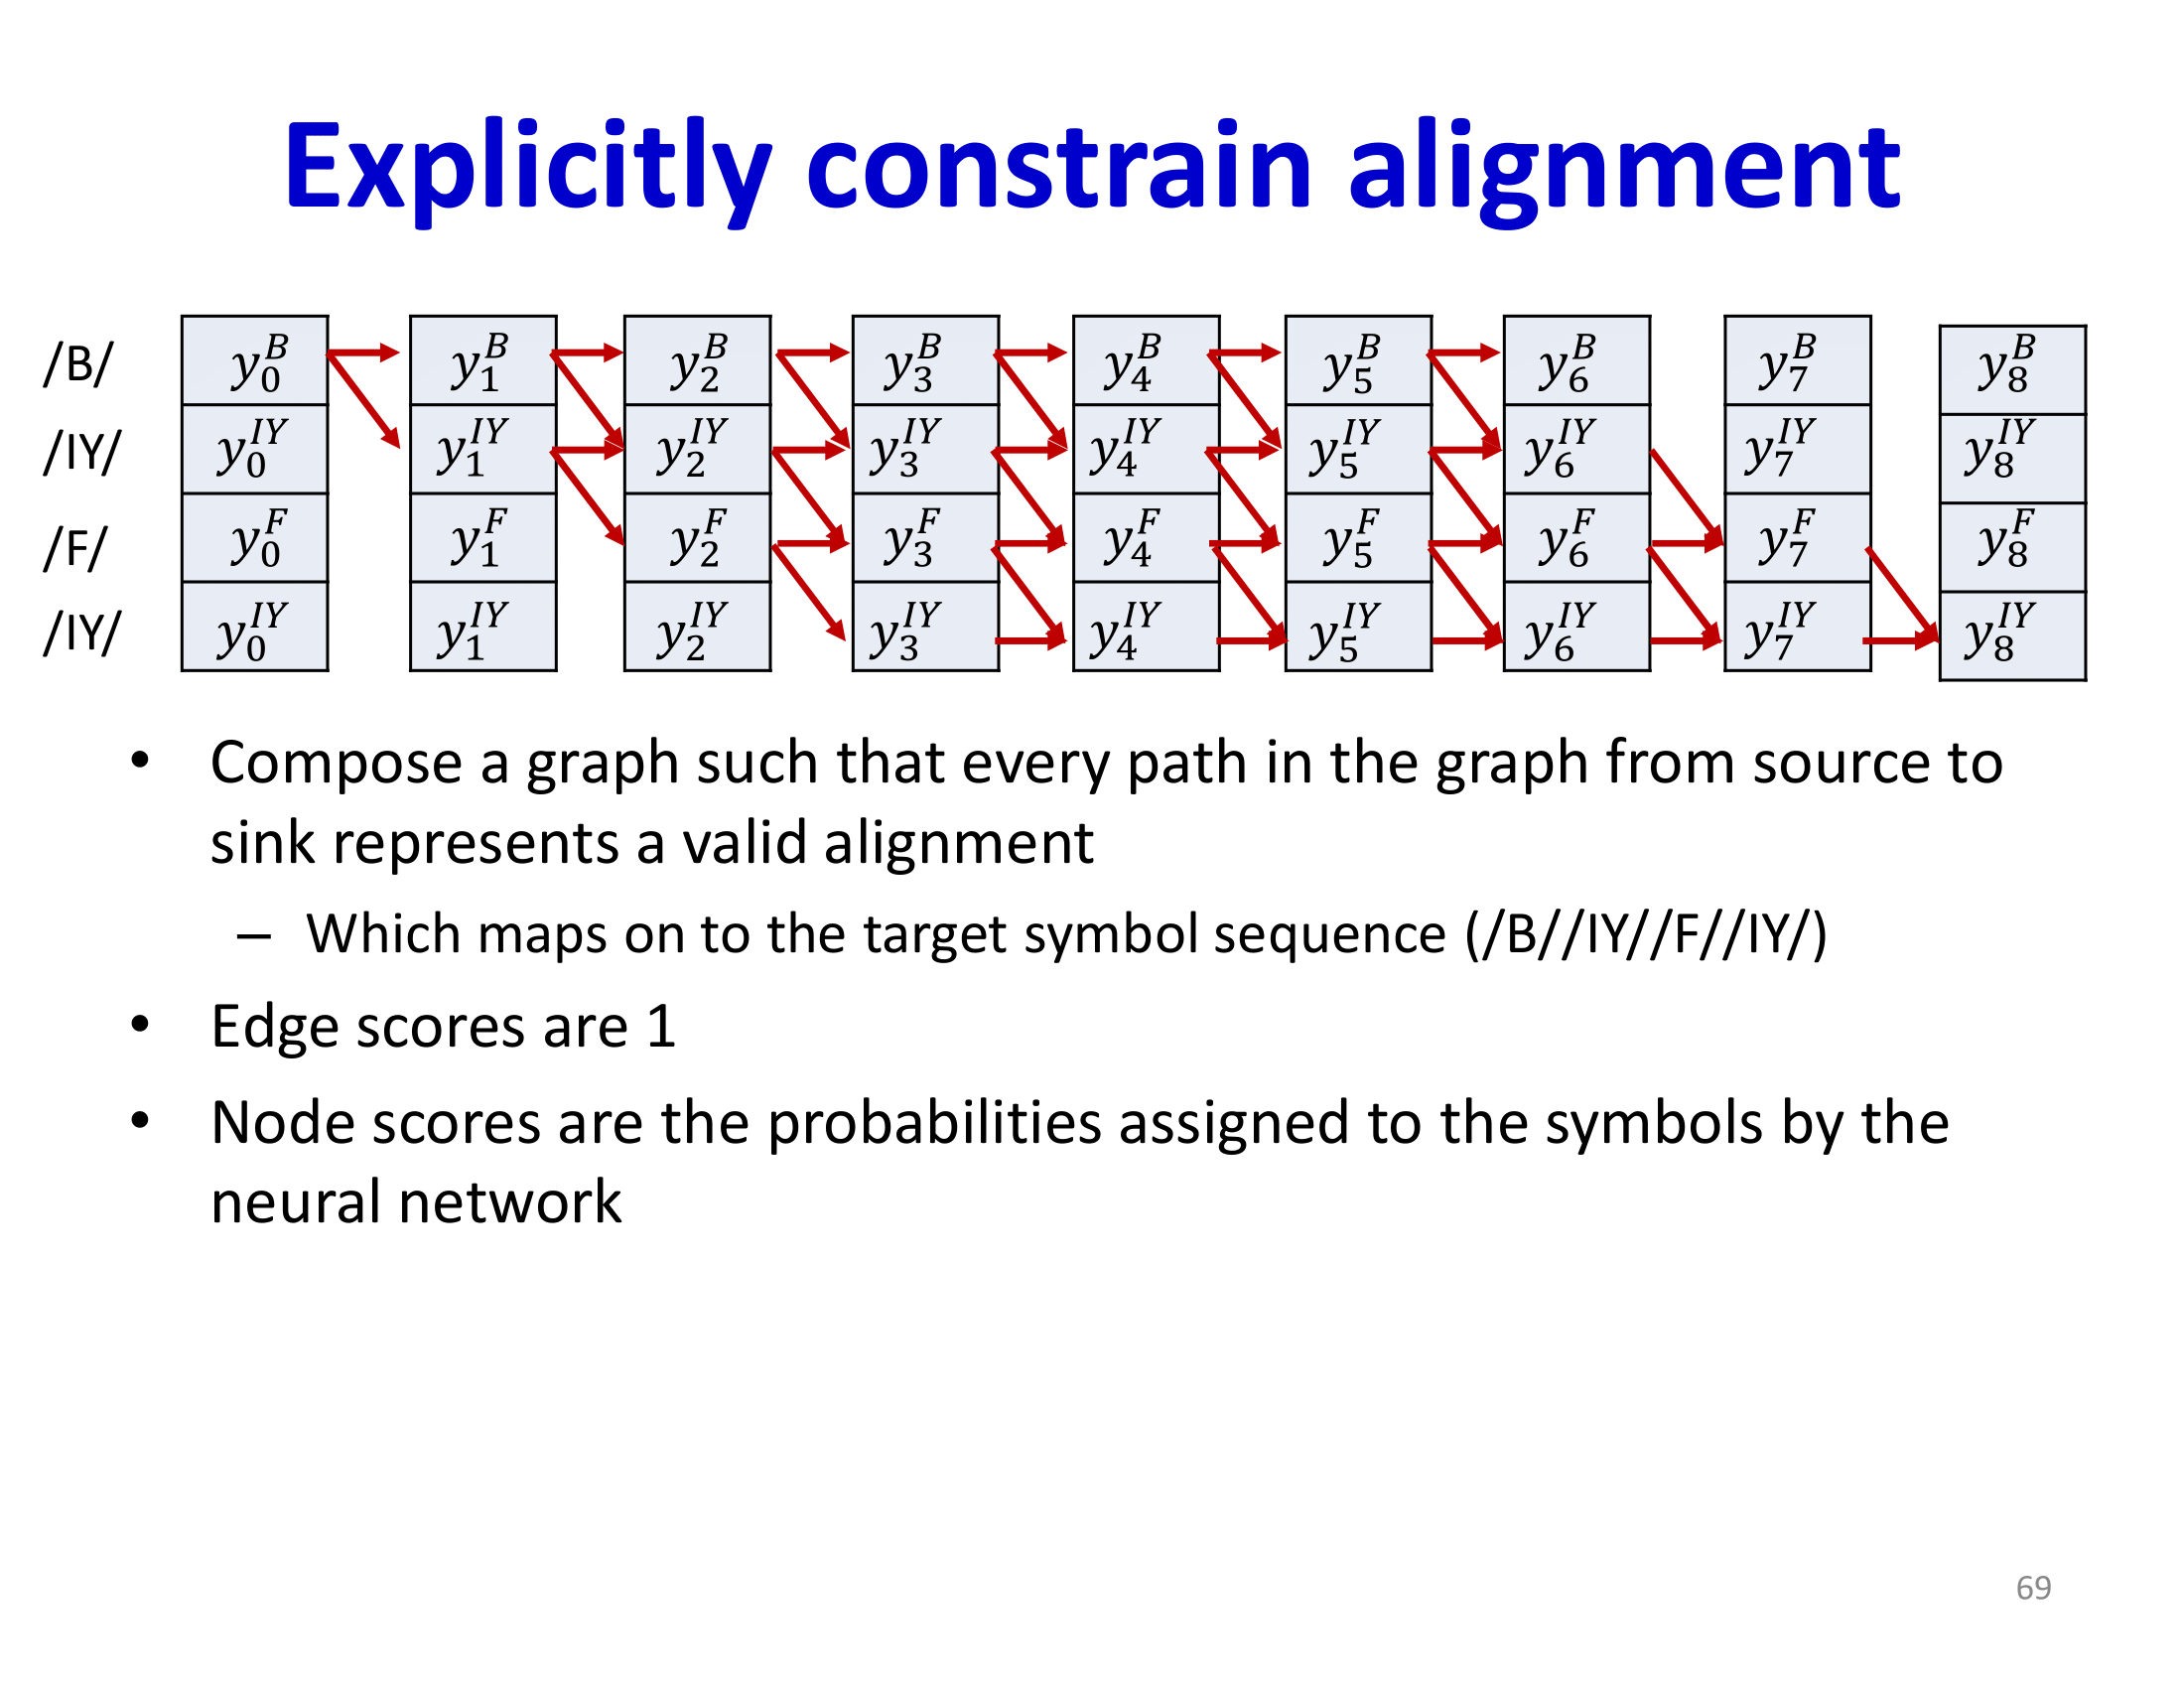 Explicitly constrain alignment
/B/ y_0^B y_1^B y_2^B y_3^B y_4^B y_5^B y_6^B y_7^B y_8^B
/IY/ y_0^{IY} y_1^{IY} y_2^{IY} y_3^{IY} y_4^{IY} y_5^{IY} y_6^{IY} y_7^{IY} y_8^{IY}
/F/ y_0^F y_1^F y_2^F y_3^F y_4^F y_5^F y_6^F y_7^F y_8^F
/IY/ y_0^{IY} y_1^{IY} y_2^{IY} y_3^{IY} y_4^{IY} y_5^{IY} y_6^{IY} y_7^{IY} y_8^{IY}
• Compose a graph such that every path in the graph from source to
sink represents a valid alignment
– Which maps on to the target symbol sequence (/B//IY//F//IY/)
• Edge scores are 1
• Node scores are the probabilities assigned to the symbols by the
neural network
69